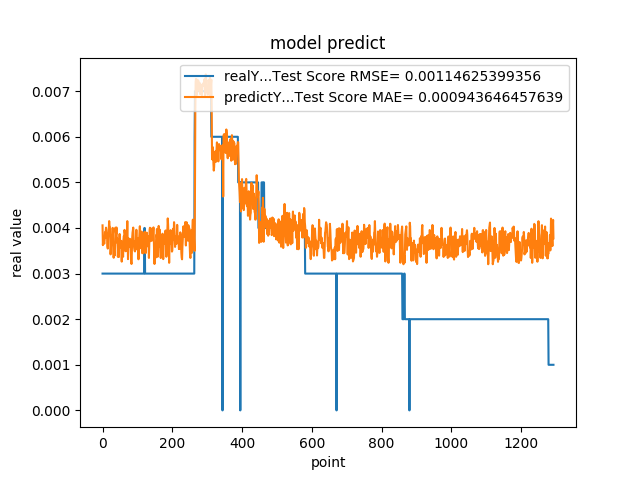 model predict
realY...Test Score RMSE= 0.00114625399356
predictY...Test Score MAE= 0.000943646457639
real value
0.007
0.006
0.005
0.004
0.003
0.002
0.001
0.000
0 200 400 600 800 1000 1200
point